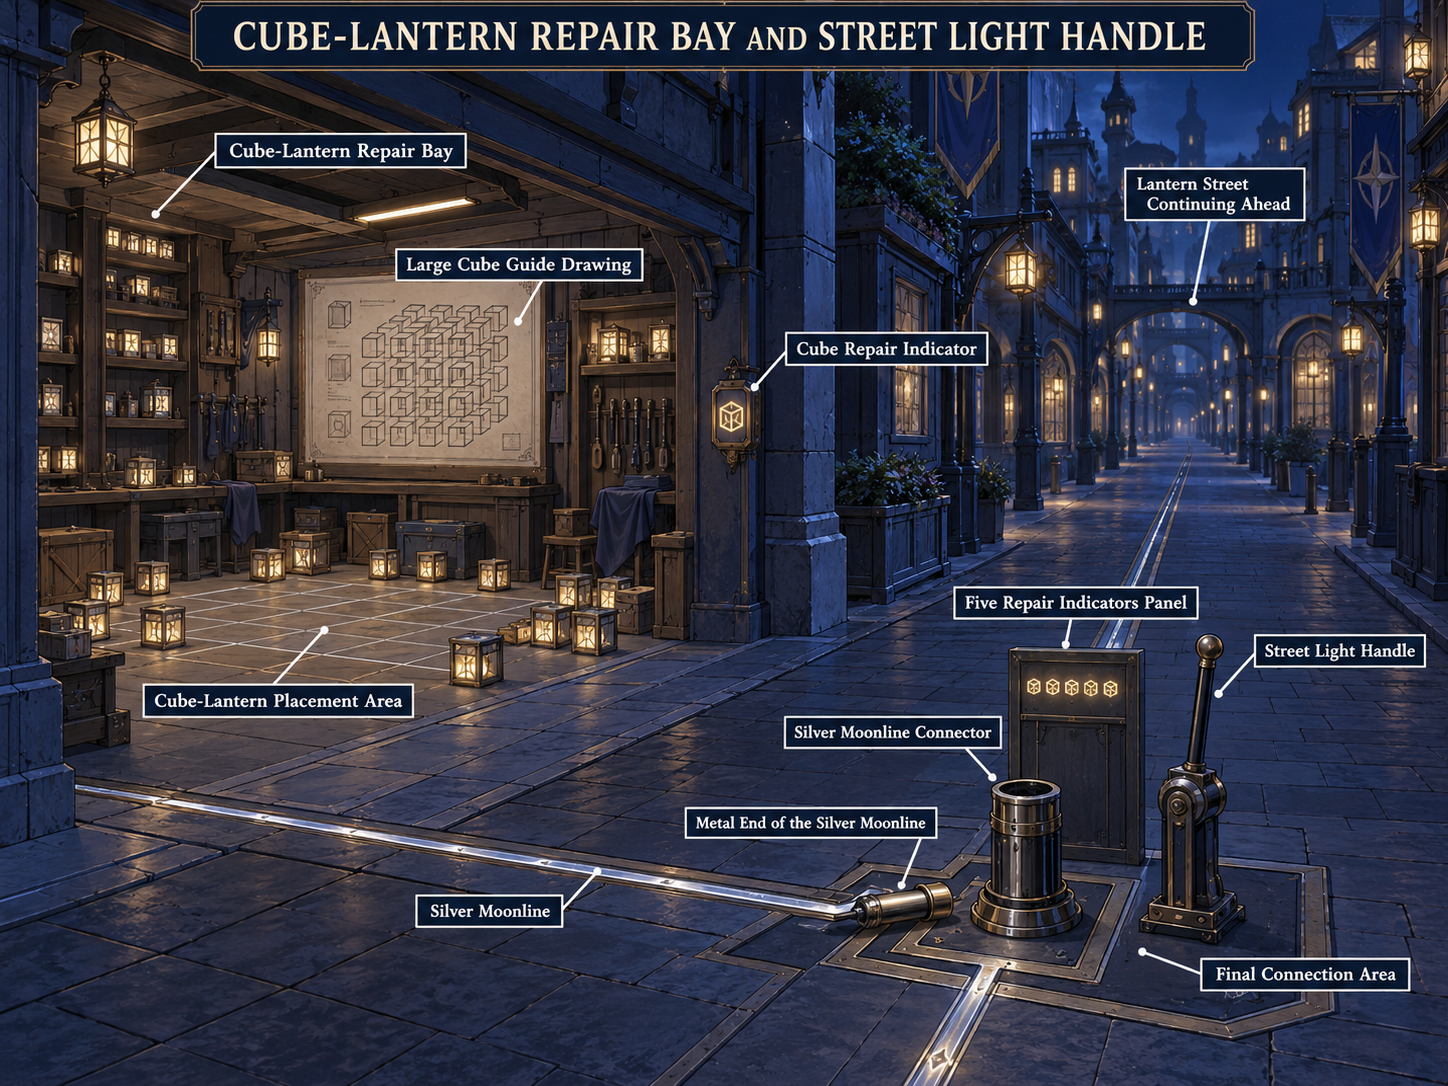 CUBE-LANTERN REPAIR BAY AND STREET LIGHT HANDLE
Cube-Lantern Repair Bay
Lantern Street
Continuing Ahead
Large Cube Guide Drawing
Cube Repair Indicator
Five Repair Indicators Panel
Street Light Handle
Cube-Lantern Placement Area
Silver Moonline Connector
Metal End of the Silver Moonline
Silver Moonline
Final Connection Area